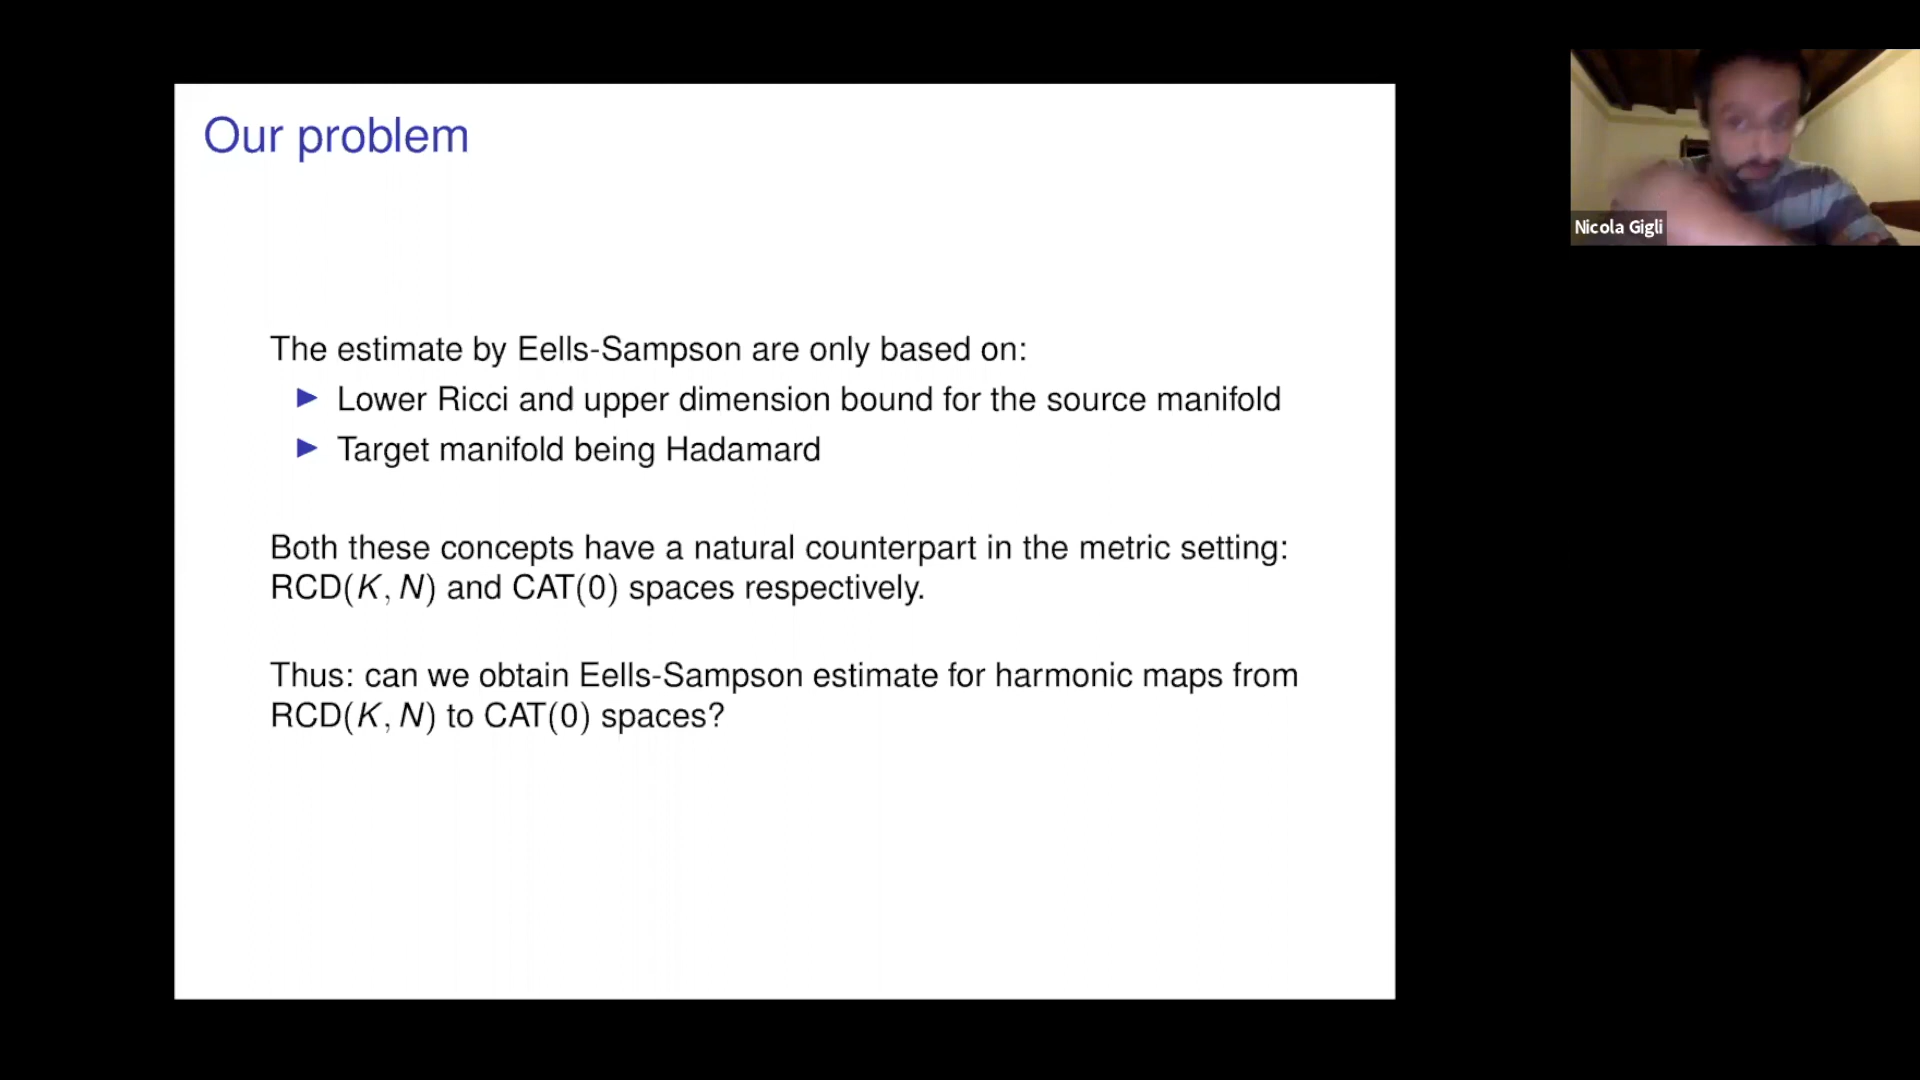 Our problem
Nicola Gigli
The estimate by Eells-Sampson are only based on:
▶ Lower Ricci and upper dimension bound for the source manifold
▶ Target manifold being Hadamard
Both these concepts have a natural counterpart in the metric setting:
RCD(K, N) and CAT(0) spaces respectively.
Thus: can we obtain Eells-Sampson estimate for harmonic maps from
RCD(K, N) to CAT(0) spaces?